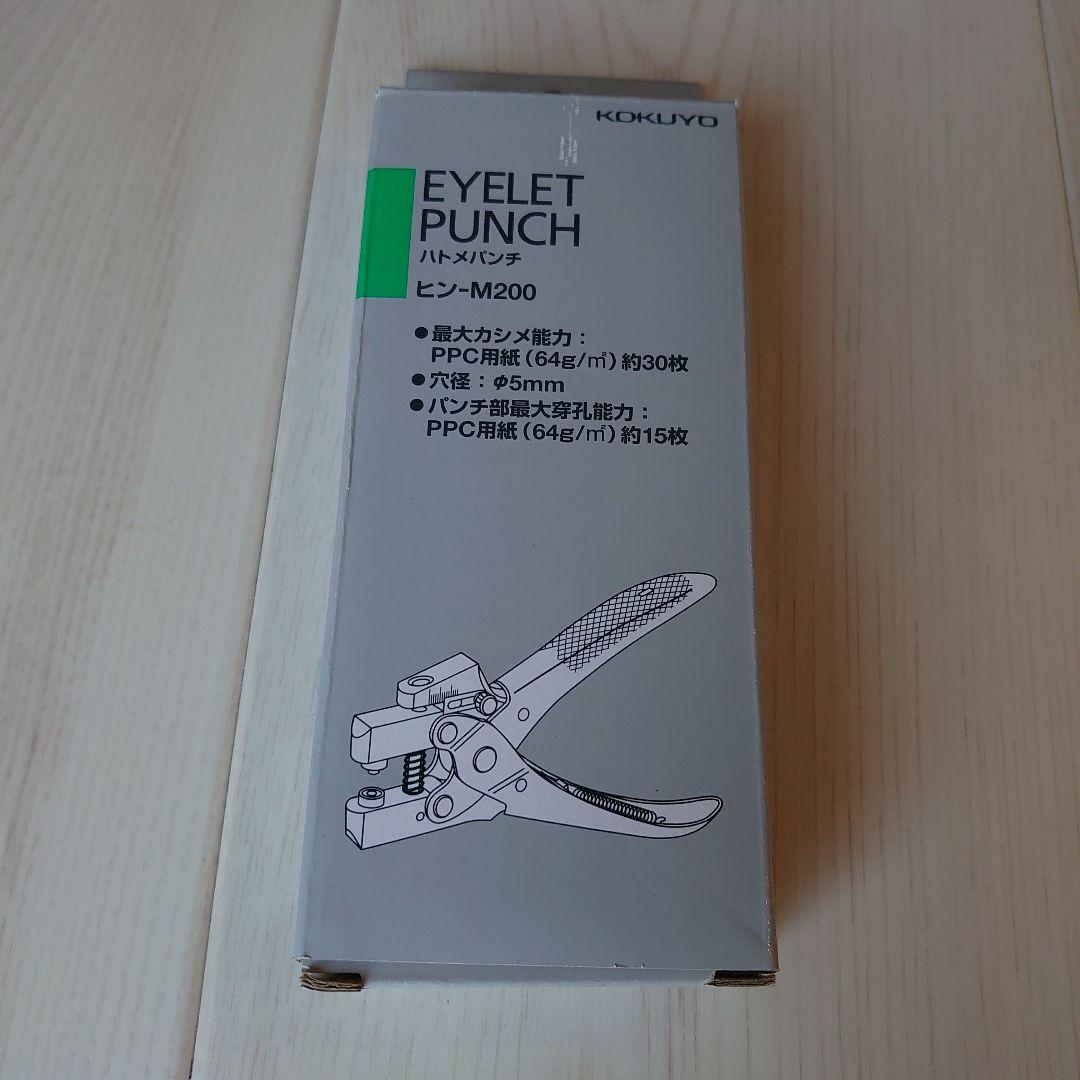 KOKUYO
EYELET
PUNCH
ハトメパンチ
ヒン-M200
●最大カシメ能力：
PPC用紙（64g/㎡）約30枚
●穴径：φ5mm
●パンチ部最大穿孔能力：
PPC用紙（64g/㎡）約15枚